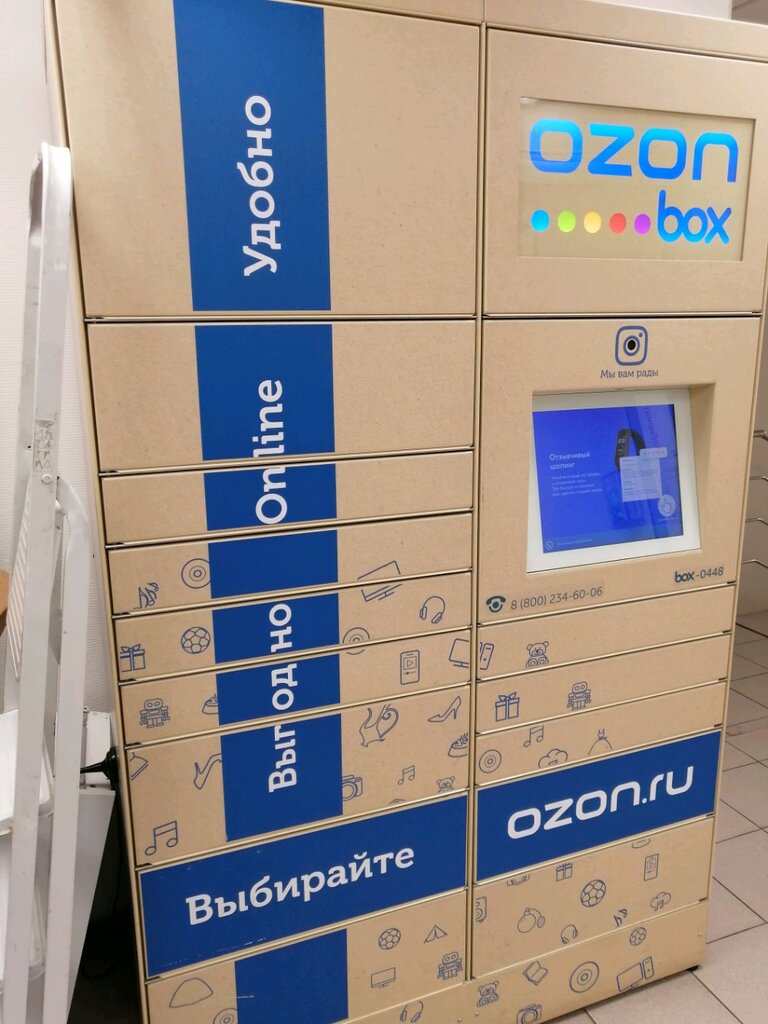 Удобно
Online
Выгодно
Выбирайте
ozon
box
Мы вам рады
Отзывчивый
шопинг
box-0448
8 (800) 234-60-06
ozon.ru